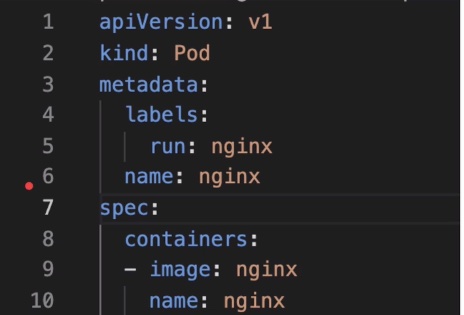 1 apiVersion: v1
2 kind: Pod
3 metadata:
4   labels:
5     run: nginx
6   name: nginx
7 spec:
8   containers:
9   - image: nginx
10     name: nginx